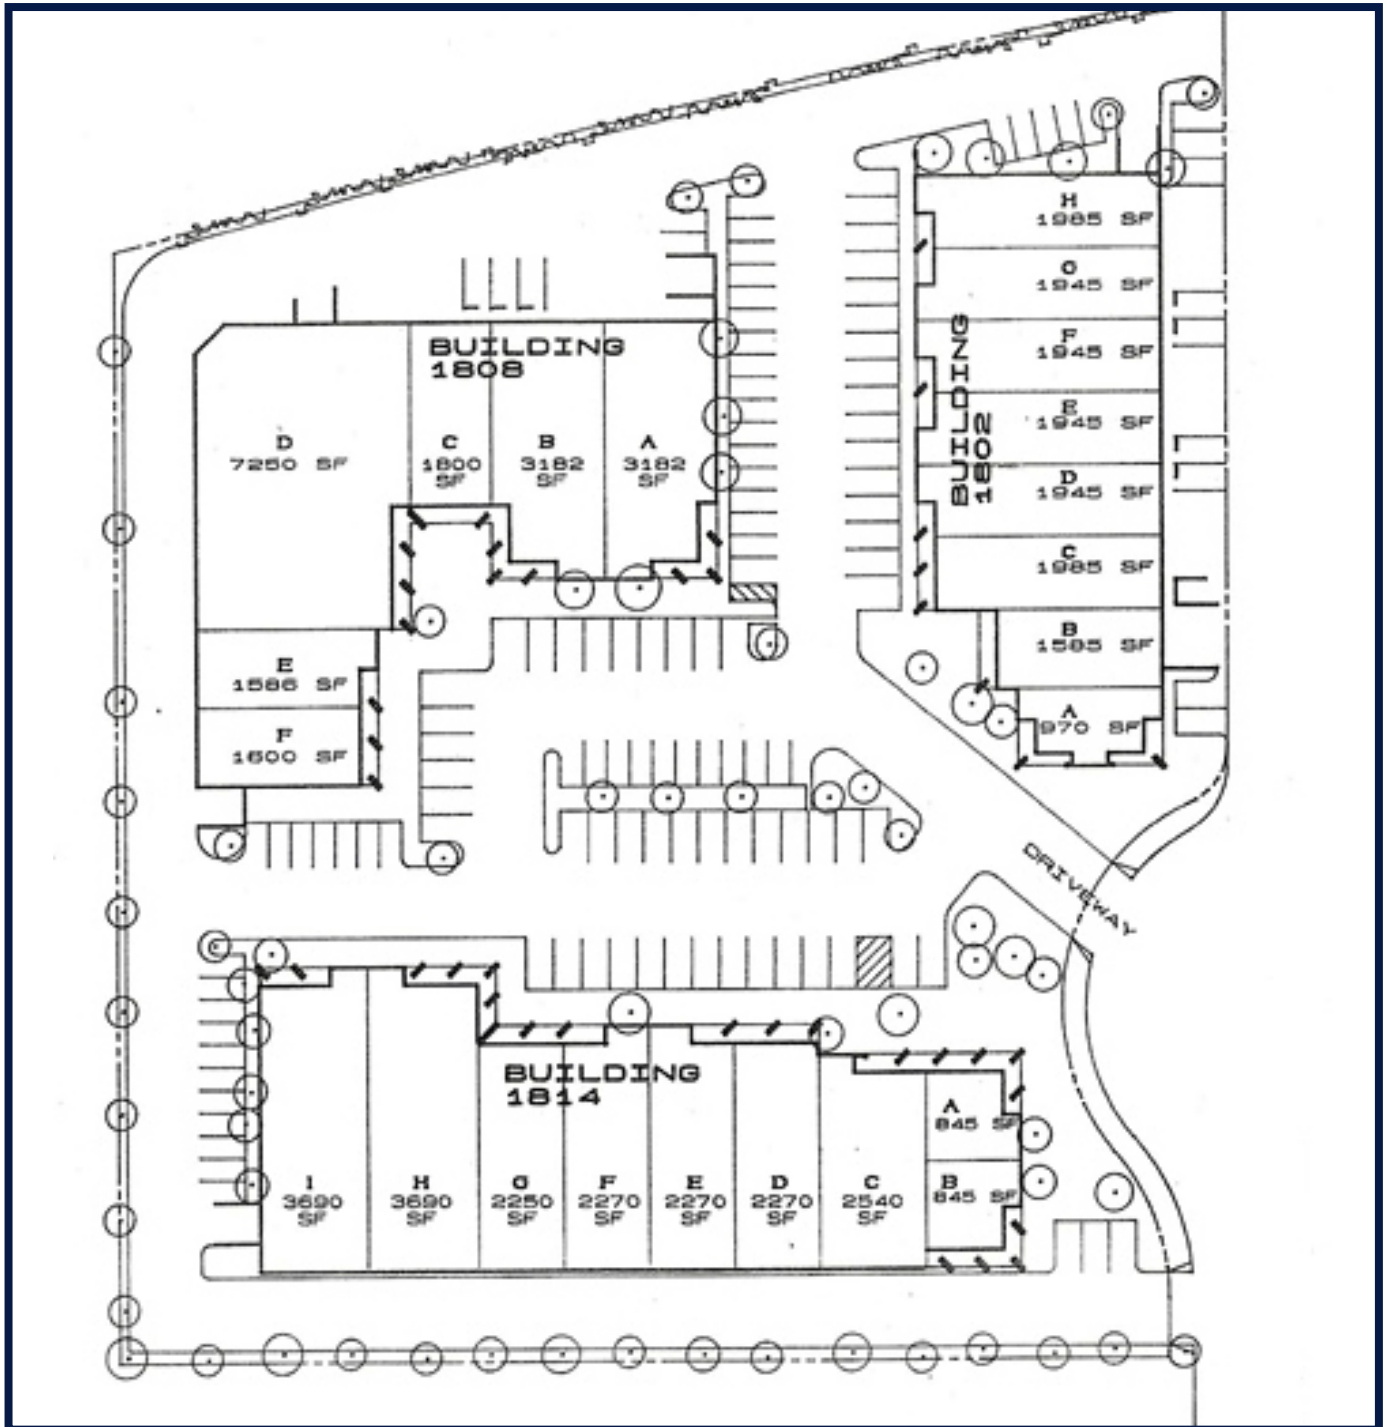 H
1985 SF
G
1945 SF
F
1945 SF
E
1945 SF
D
1945 SF
C
1985 SF
B
1585 SF
A
970 SF
BUILDING
1802
BUILDING
1808
D
7250 SF
C
1800
SF
B
3182
SF
A
3182
SF
E
1586 SF
F
1600 SF
DRIVEWAY
BUILDING
1814
A
845 SF
B
845 SF
I
3690
SF
H
3690
SF
G
2250
SF
F
2270
SF
E
2270
SF
D
2270
SF
C
2540
SF